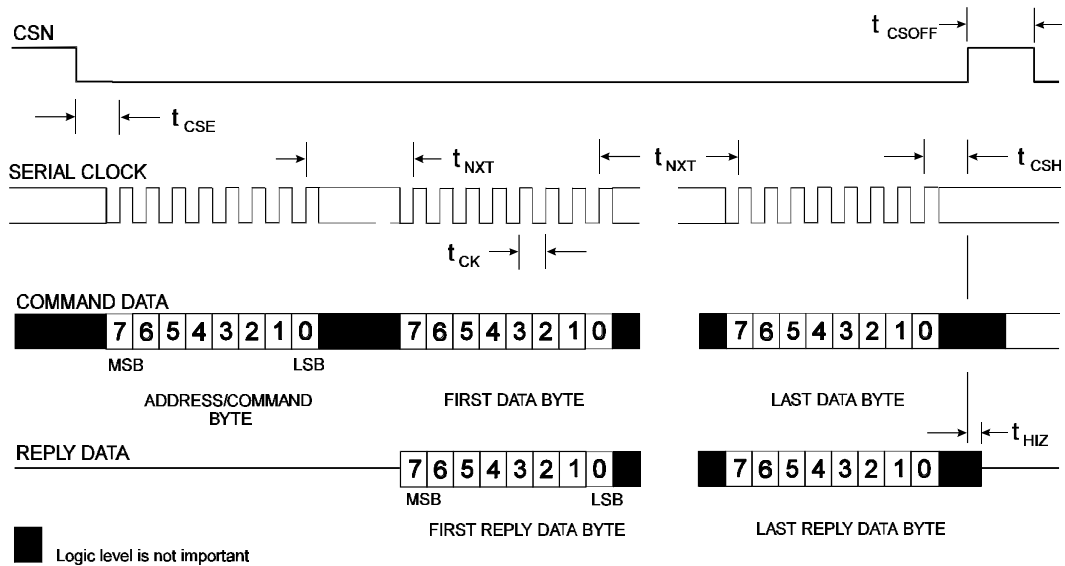 CSN
t CSOFF
t CSE
SERIAL CLOCK
t NXT
t NXT
t CSH
t CK
COMMAND DATA
7 6 5 4 3 2 1 0
7 6 5 4 3 2 1 0
7 6 5 4 3 2 1 0
MSB
LSB
ADDRESS/COMMAND
BYTE
FIRST DATA BYTE
LAST DATA BYTE
t HIZ
REPLY DATA
7 6 5 4 3 2 1 0
7 6 5 4 3 2 1 0
MSB
LSB
FIRST REPLY DATA BYTE
LAST REPLY DATA BYTE
Logic level is not important